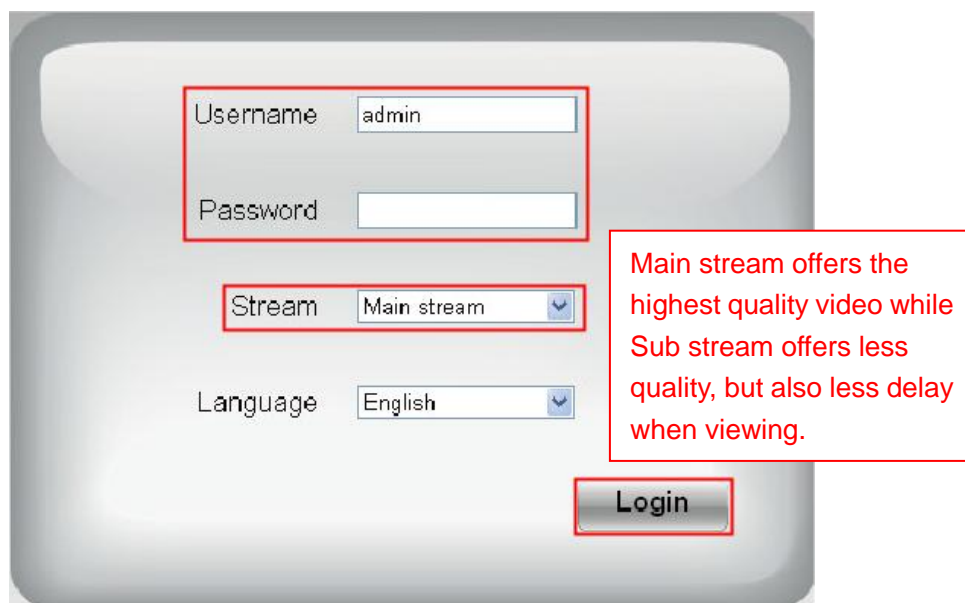 Username admin
Password
Main stream offers the
highest quality video while
Stream Main stream
Sub stream offers less
quality, but also less delay
Language English
when viewing.
Login